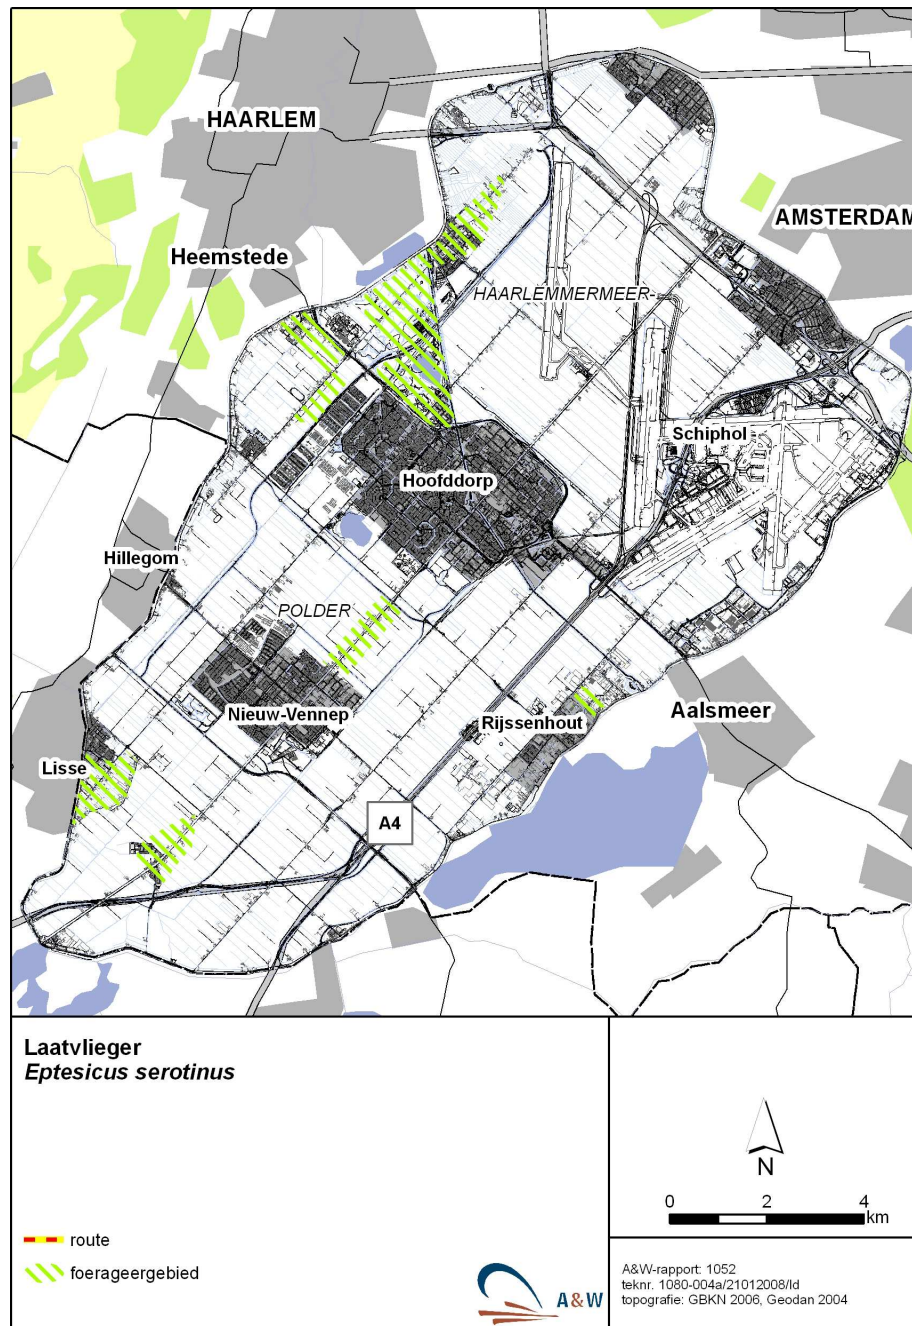 HAARLEM
AMSTERDAM
Heemstede
HAARLEMMERMEER-
Schiphol
Hoofddorp
Hillegom
POLDER
Nieuw-Vennep
Rijssenhout
Aalsmeer
Lisse
A4
Laatvlieger
Eptesicus serotinus
route
foerageergebied
A&W
N
0 2 4
km
A&W-rapport: 1052
teknr. 1080-004a/21012008/ld
topografie: GBKN 2006, Geodan 2004